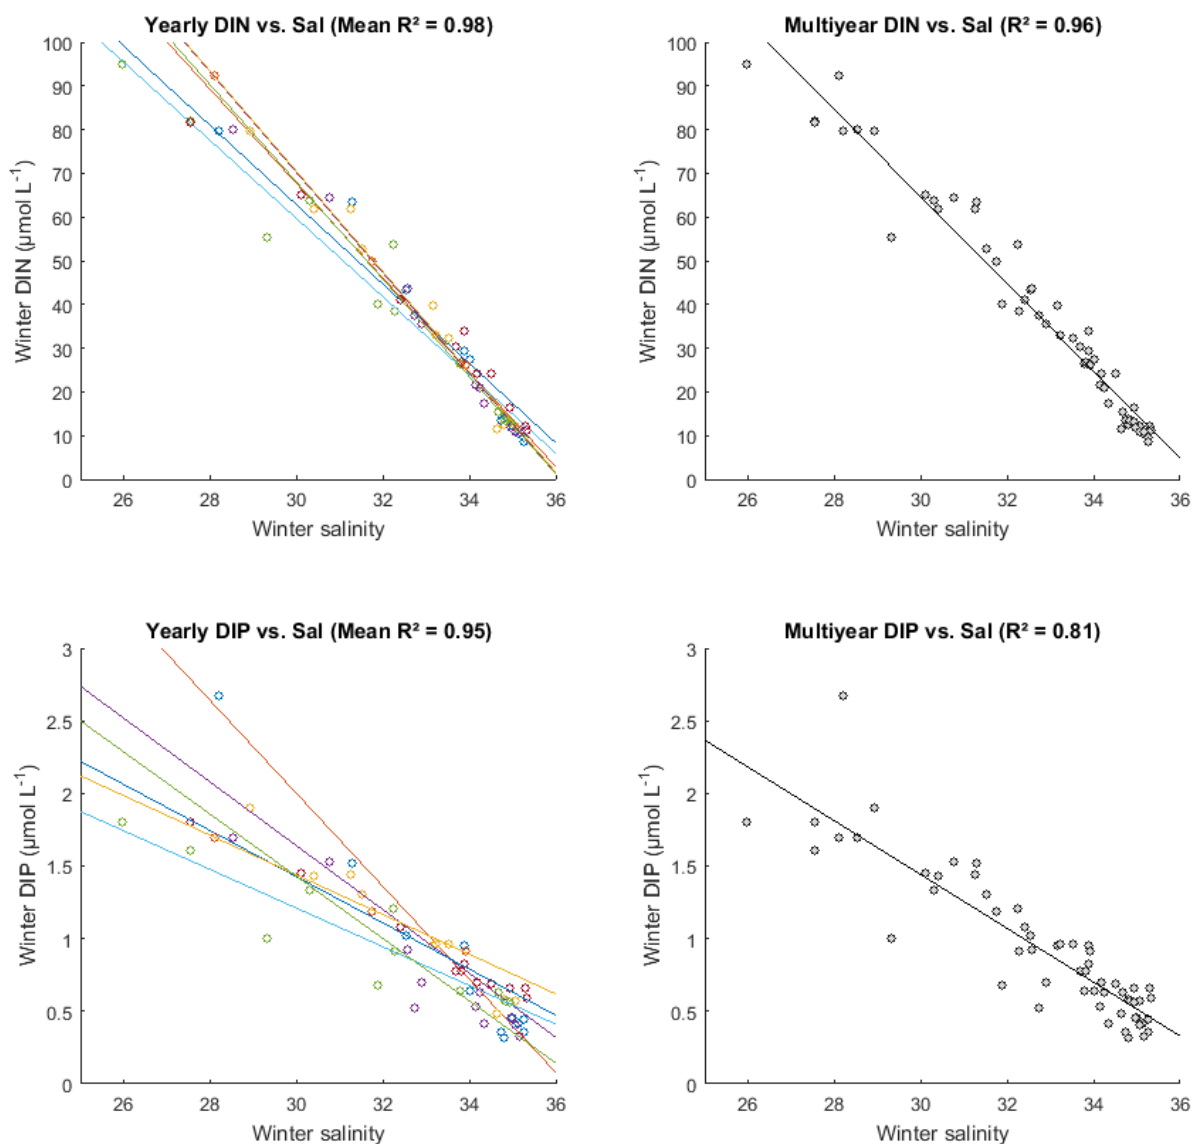 Yearly DIN vs. Sal (Mean R² = 0.98)
100
90
80
70
60
50
40
30
20
10
0
Winter DIN (µmol L⁻¹)
26 28 30 32 34 36
Winter salinity
Multiyear DIN vs. Sal (R² = 0.96)
100
90
80
70
60
50
40
30
20
10
0
Winter DIN (µmol L⁻¹)
26 28 30 32 34 36
Winter salinity
Yearly DIP vs. Sal (Mean R² = 0.95)
3
2.5
2
1.5
1
0.5
0
Winter DIP (µmol L⁻¹)
26 28 30 32 34 36
Winter salinity
Multiyear DIP vs. Sal (R² = 0.81)
3
2.5
2
1.5
1
0.5
0
Winter DIP (µmol L⁻¹)
26 28 30 32 34 36
Winter salinity